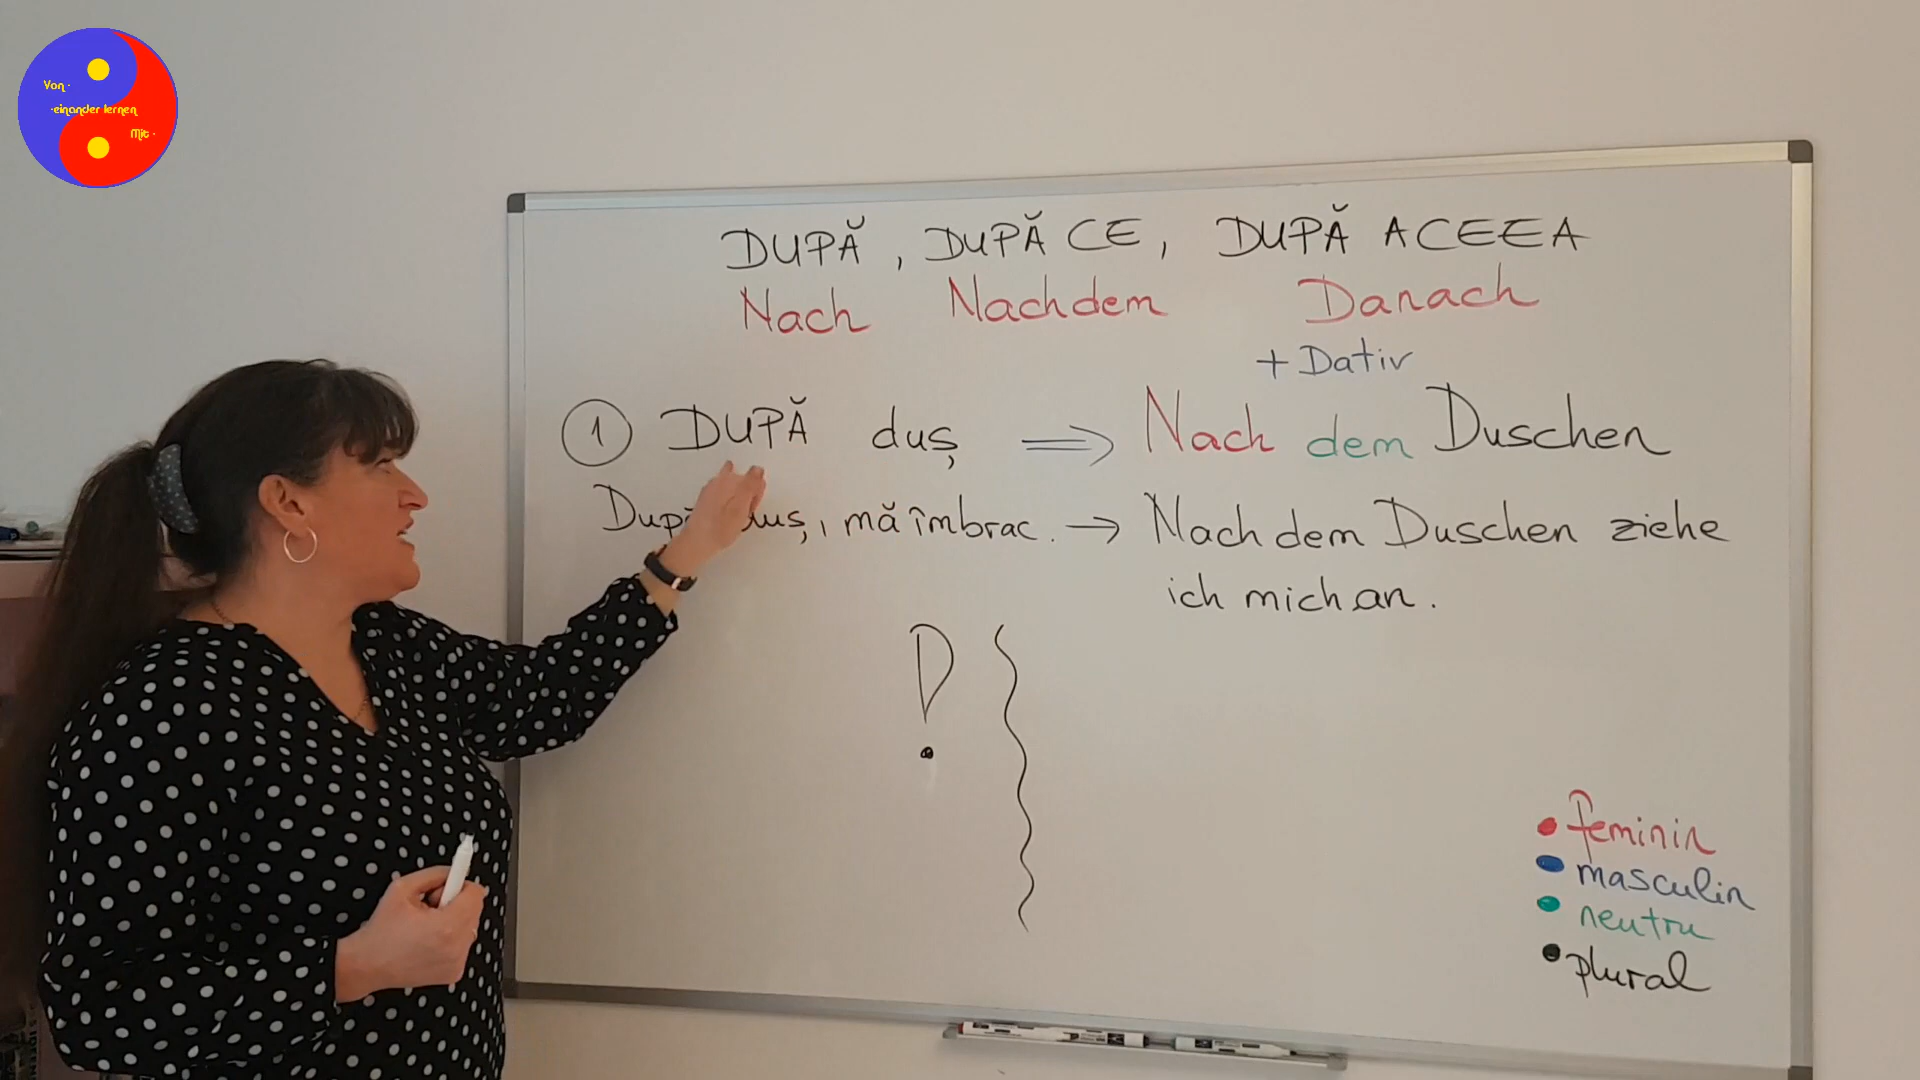 Von-
-einander lernen
Mit-
DUPĂ, DUPĂ CE, DUPĂ ACEEA
Nach Nachdem Danach
+ Dativ
1 DUPĂ duș ⇒ Nach dem Duschen
După duș, mă îmbrac. → Nach dem Duschen ziehe
ich mich an.
• feminin
• masculin
• neutru
• plural